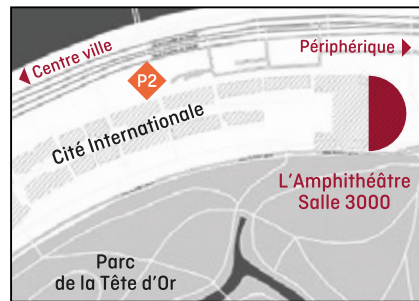 Centre ville
Périphérique
P2
Cité Internationale
L'Amphithéâtre
Salle 3000
Parc
de la Tête d'Or